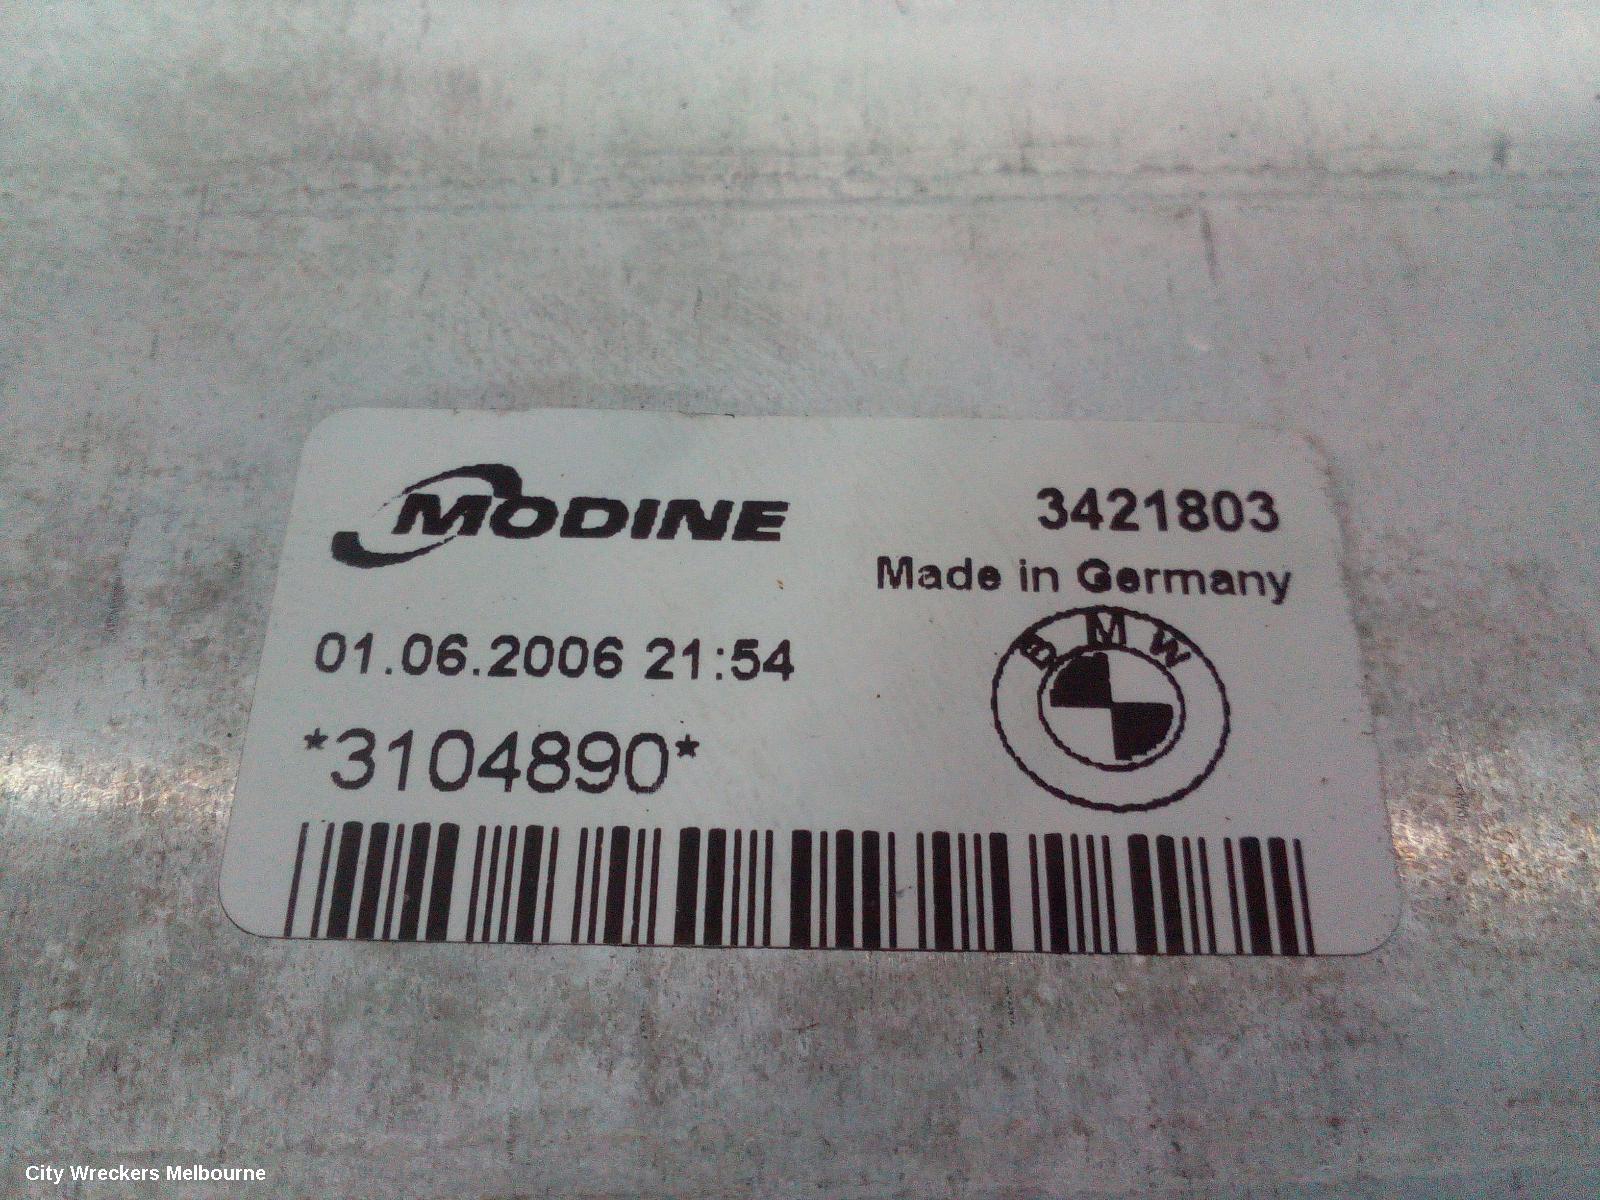 MODINE
3421803
Made in Germany
BMW
01.06.2006 21:54
*3104890*
City Wreckers Melbourne